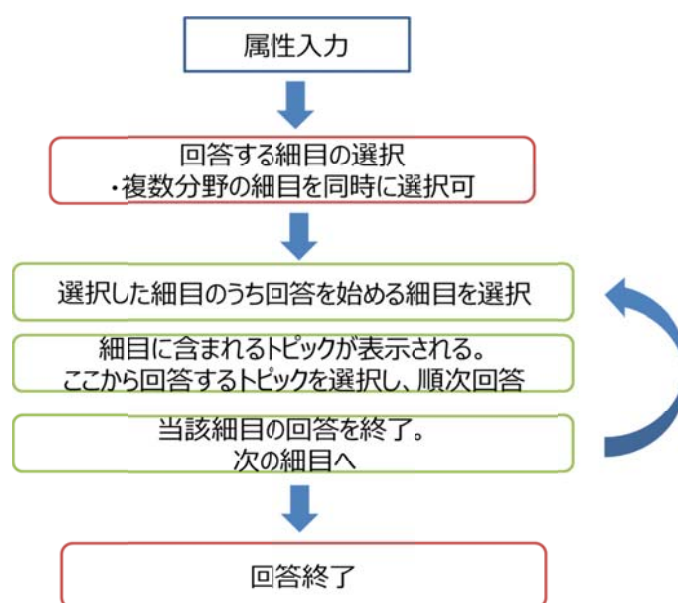 属性入力
回答する細目の選択
・複数分野の細目を同時に選択可
選択した細目のうち回答を始める細目を選択
細目に含まれるトピックが表示される。
ここから回答するトピックを選択し、順次回答
当該細目の回答を終了。
次の細目へ
回答終了